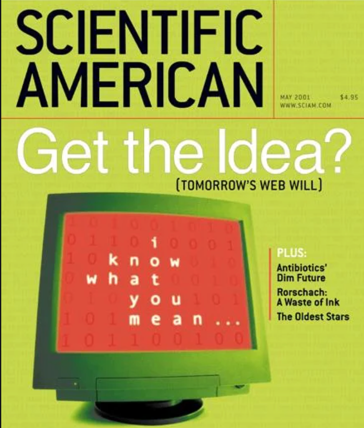 SCIENTIFIC
AMERICAN
MAY 2001 $4.95
WWW.SCIAM.COM
Get the Idea?
(TOMORROW'S WEB WILL)
i
know
what
you
mean...
PLUS:
Antibiotics'
Dim Future
Rorschach:
A Waste of Ink
The Oldest Stars